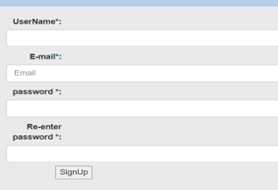 UserName*:
E-mail*:
Email
password *:
Re-enter
password *:
SignUp